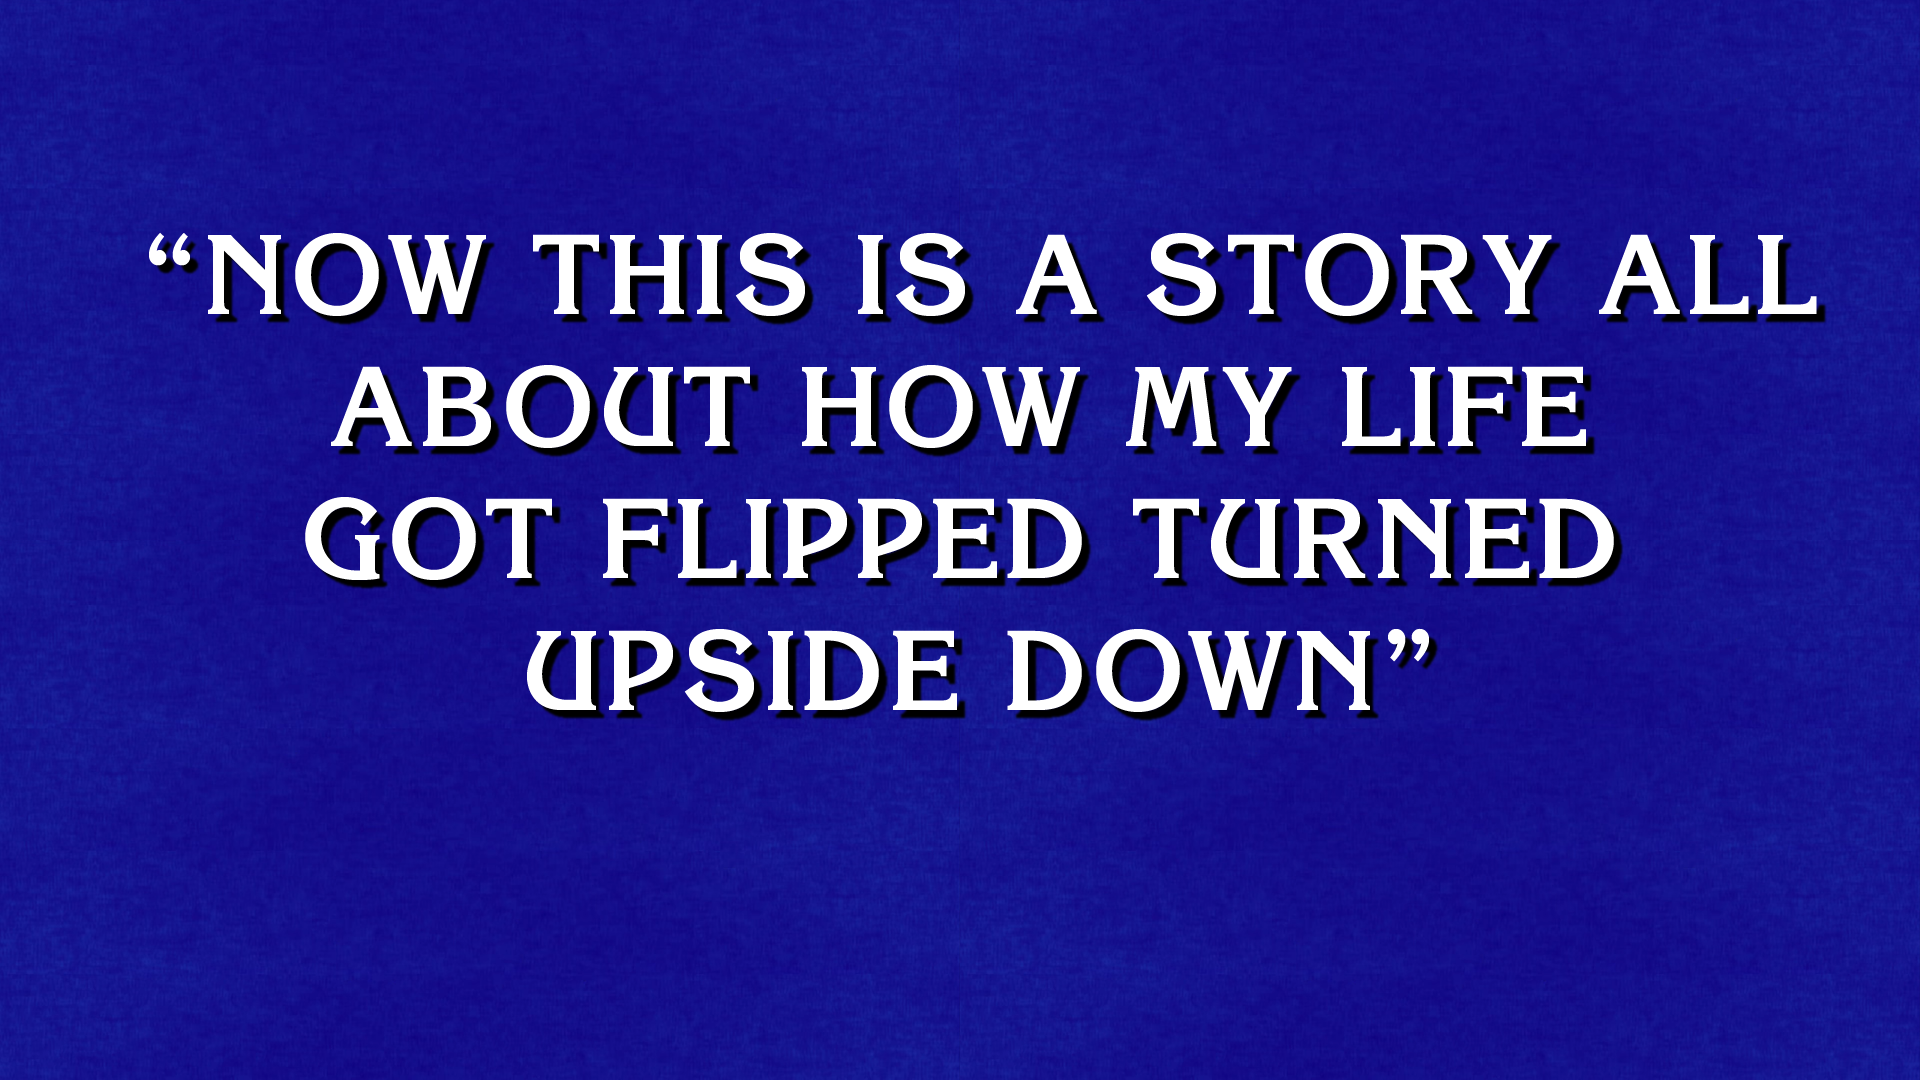 “NOW THIS IS A STORY ALL
ABOUT HOW MY LIFE
GOT FLIPPED TURNED
UPSIDE DOWN”